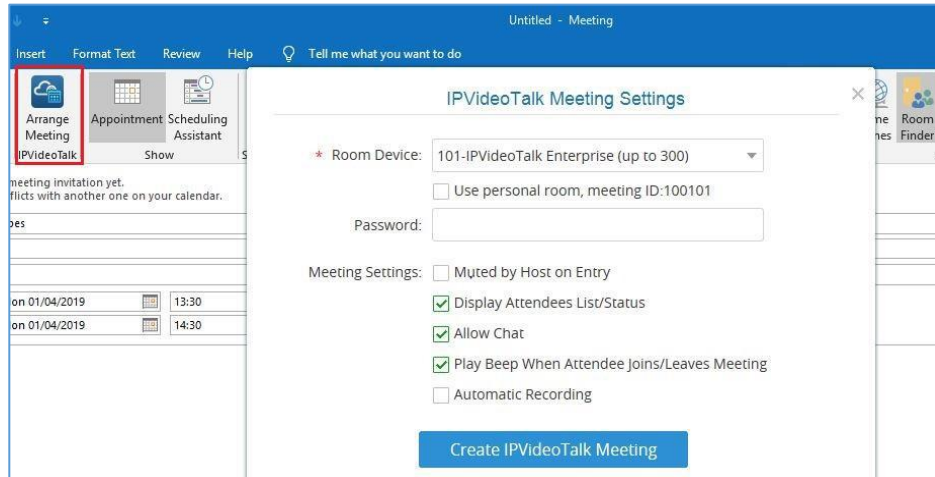 Untitled - Meeting
Insert Format Text Review Help Tell me what you want to do
Arrange Meeting
IPVideoTalk
Appointment
Scheduling Assistant
Show
Room Finder
meeting invitation yet.
flicts with another one on your calendar.
on 01/04/2019 13:30
on 01/04/2019 14:30
IPVideoTalk Meeting Settings
* Room Device: 101-IPVideoTalk Enterprise (up to 300)
Use personal room, meeting ID:100101
Password:
Meeting Settings: Muted by Host on Entry
Display Attendees List/Status
Allow Chat
Play Beep When Attendee Joins/Leaves Meeting
Automatic Recording
Create IPVideoTalk Meeting